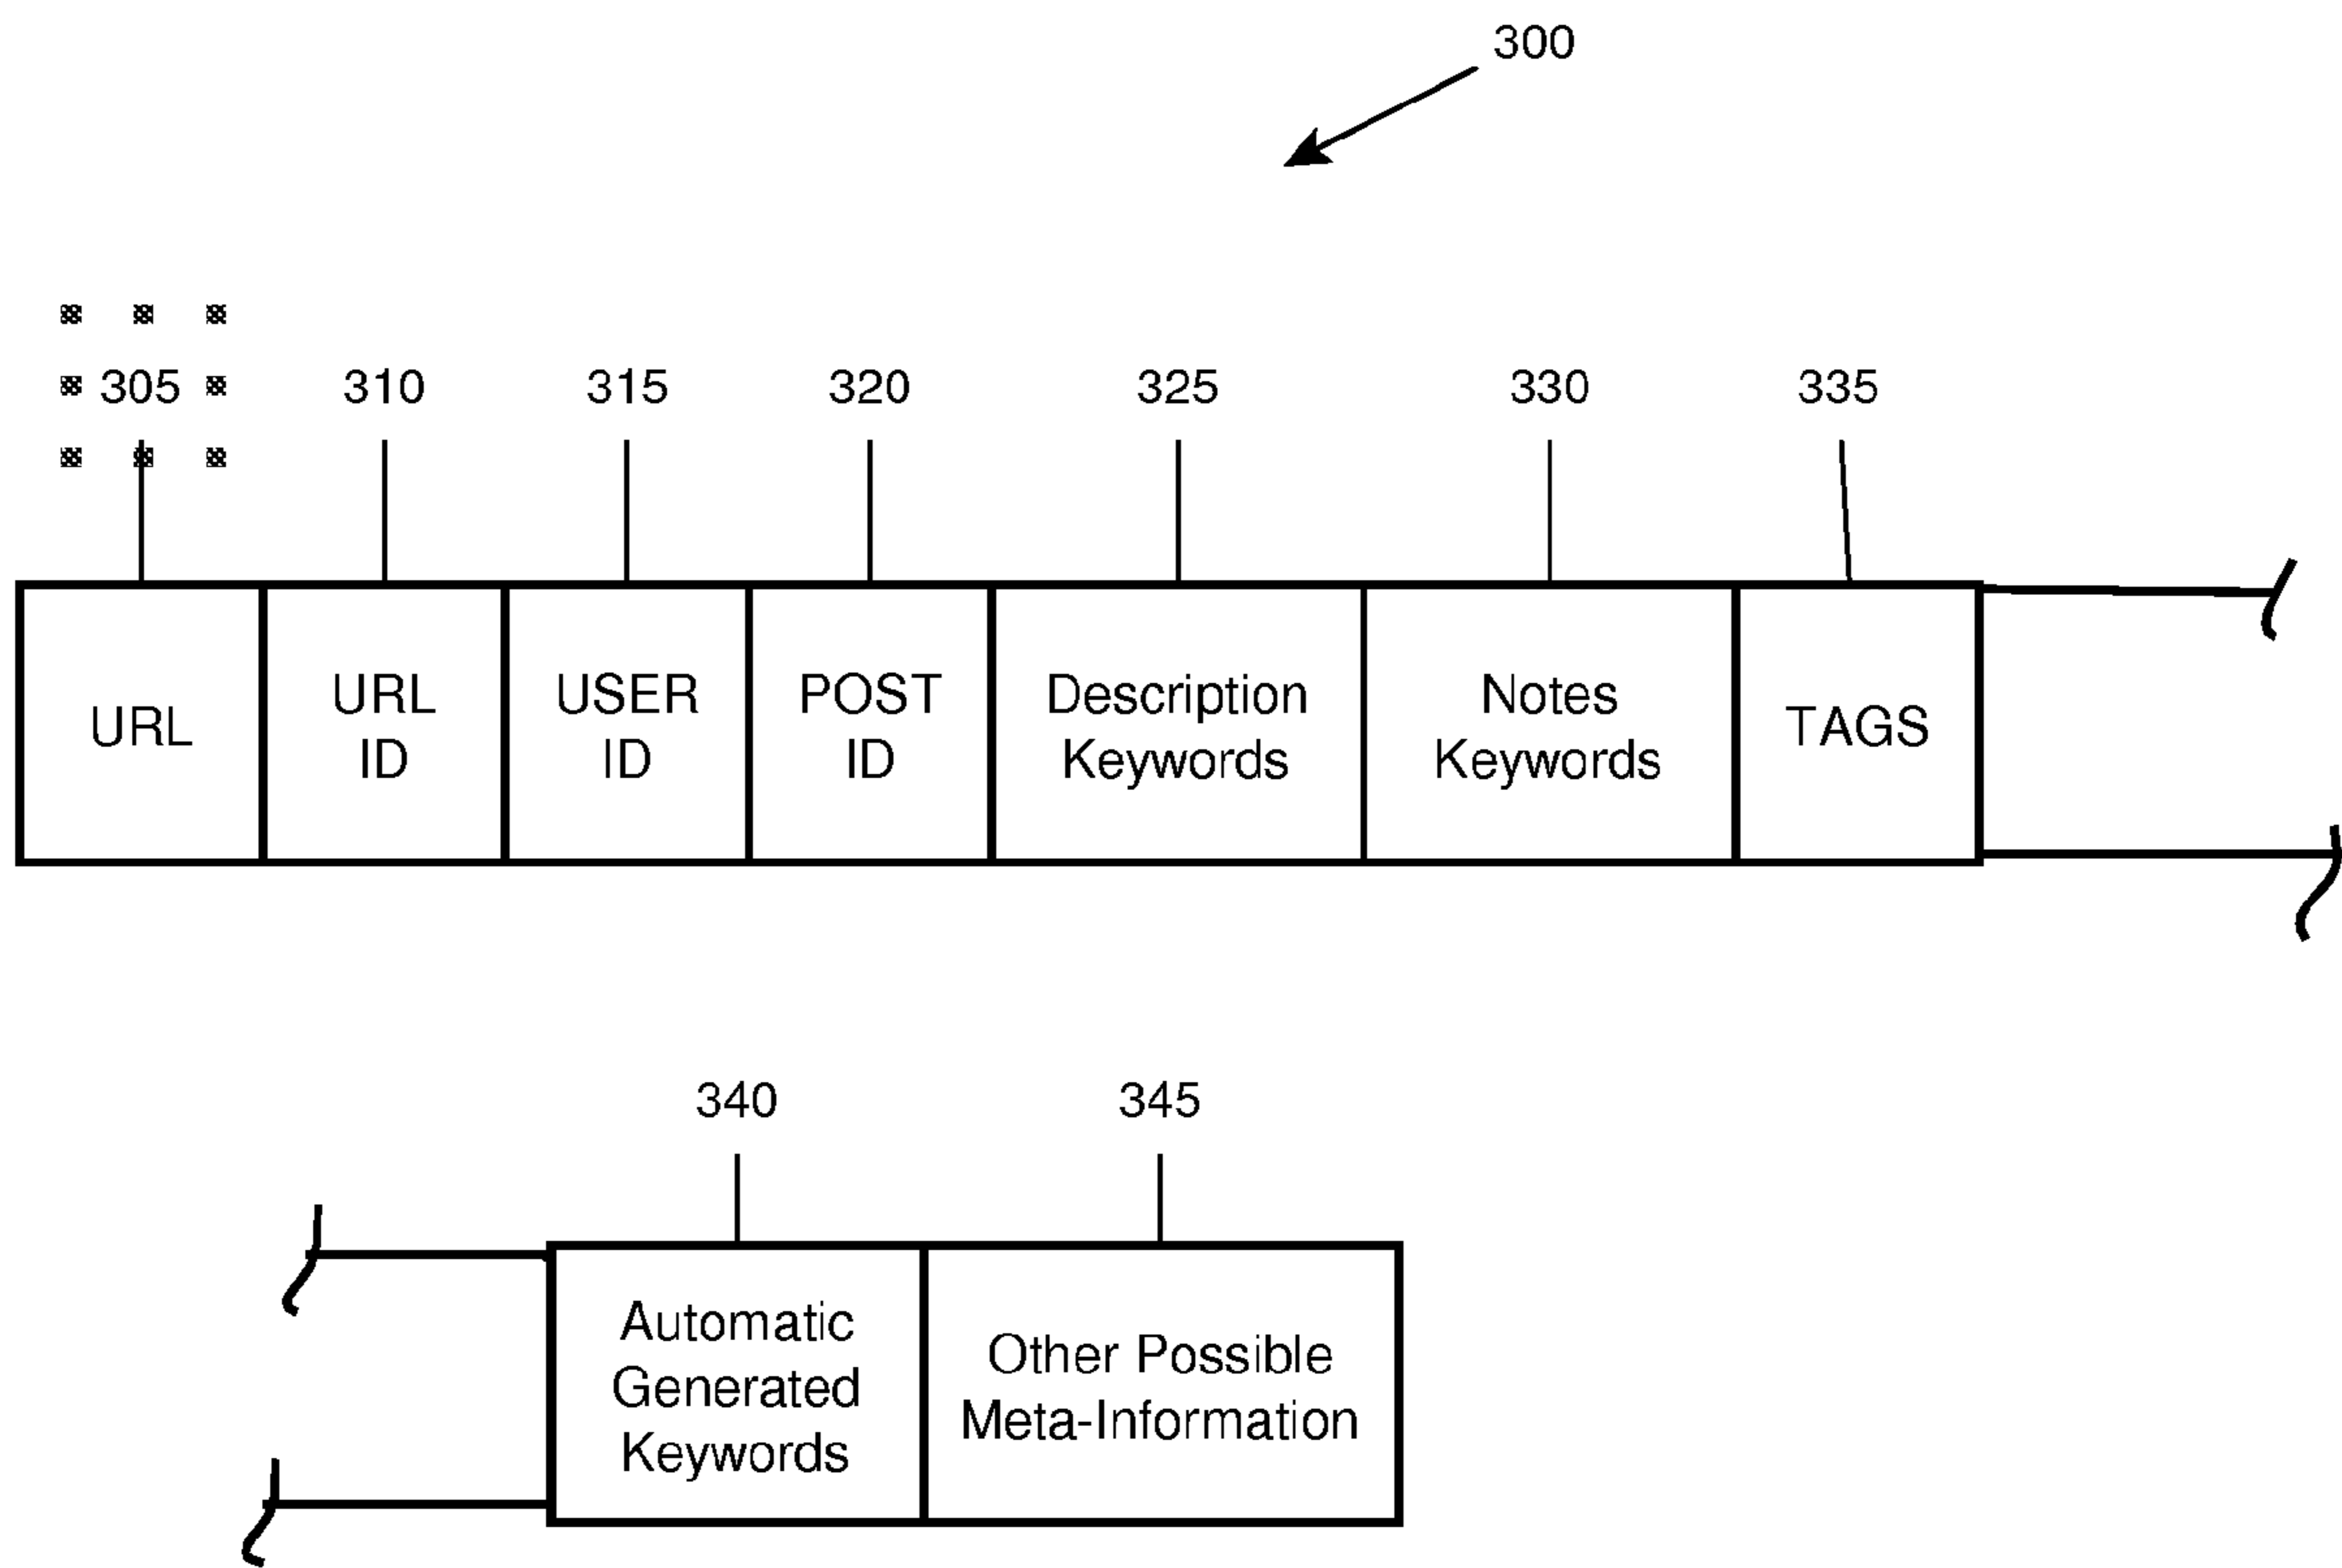 300
305 310 315 320 325 330 335
URL
URL
ID
USER
ID
POST
ID
Description
Keywords
Notes
Keywords
TAGS
340 345
Automatic
Generated
Keywords
Other Possible
Meta-Information